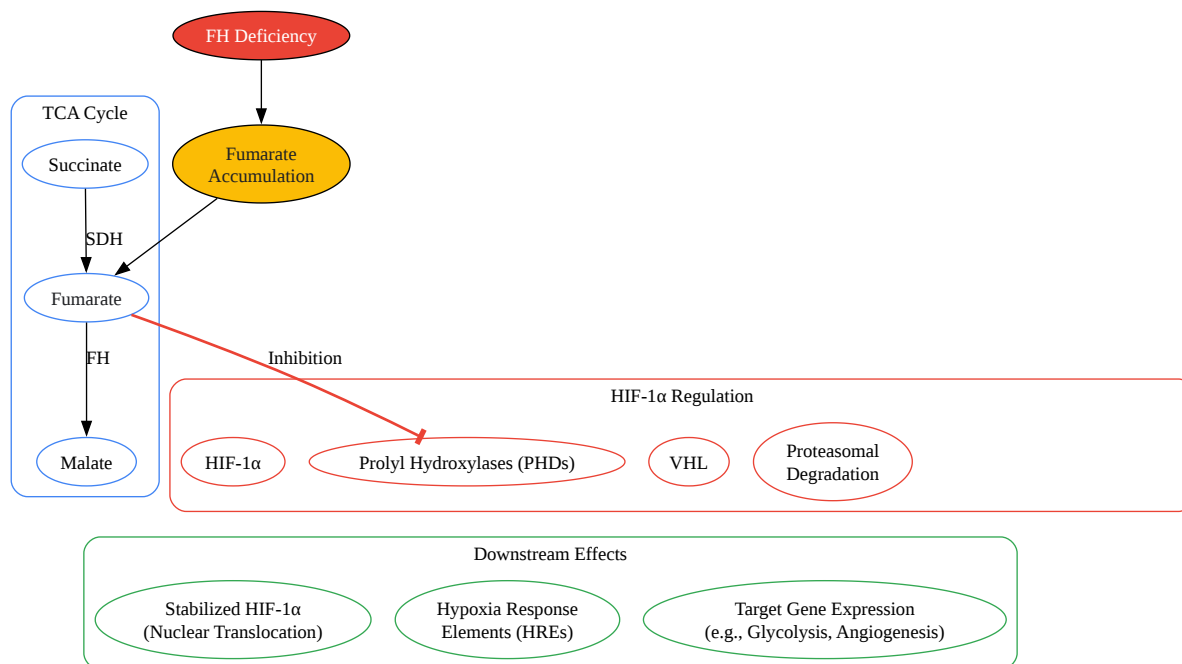 FH Deficiency
TCA Cycle
Succinate
Fumarate
Accumulation
SDH
Fumarate
FH
Inhibition
Malate
HIF-1α Regulation
HIF-1α
Prolyl Hydroxylases (PHDs)
VHL
Proteasomal
Degradation
Downstream Effects
Stabilized HIF-1α
(Nuclear Translocation)
Hypoxia Response
Elements (HREs)
Target Gene Expression
(e.g., Glycolysis, Angiogenesis)